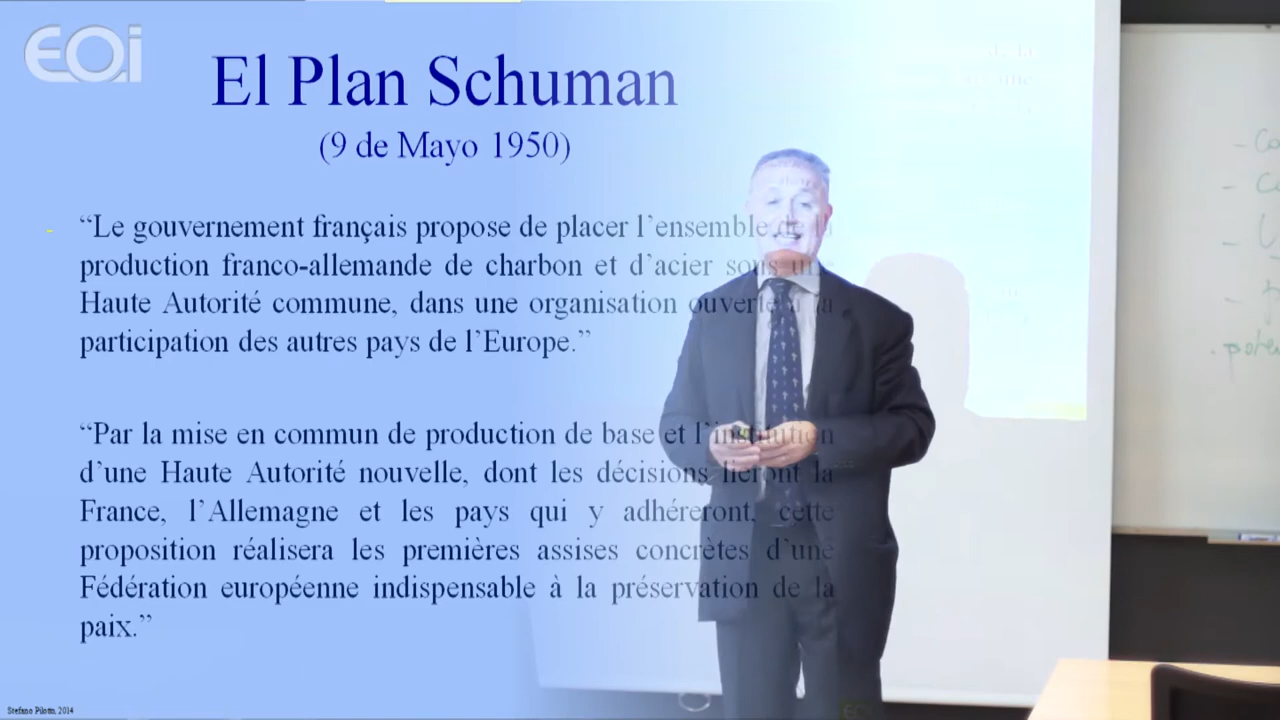 EOi
El Plan Schuman
(9 de Mayo 1950)
“Le gouvernement français propose de placer l’ensemble de la
production franco-allemande de charbon et d’acier sous une
Haute Autorité commune, dans une organisation ouverte à la
participation des autres pays de l’Europe.”
“Par la mise en commun de production de base et l’institution
d’une Haute Autorité nouvelle, dont les décisions lieront la
France, l’Allemagne et les pays qui y adhéreront, cette
proposition réalisera les premières assises concrètes d’une
Fédération européenne indispensable à la préservation de la
paix.”
Stefano Pilotto, 2014